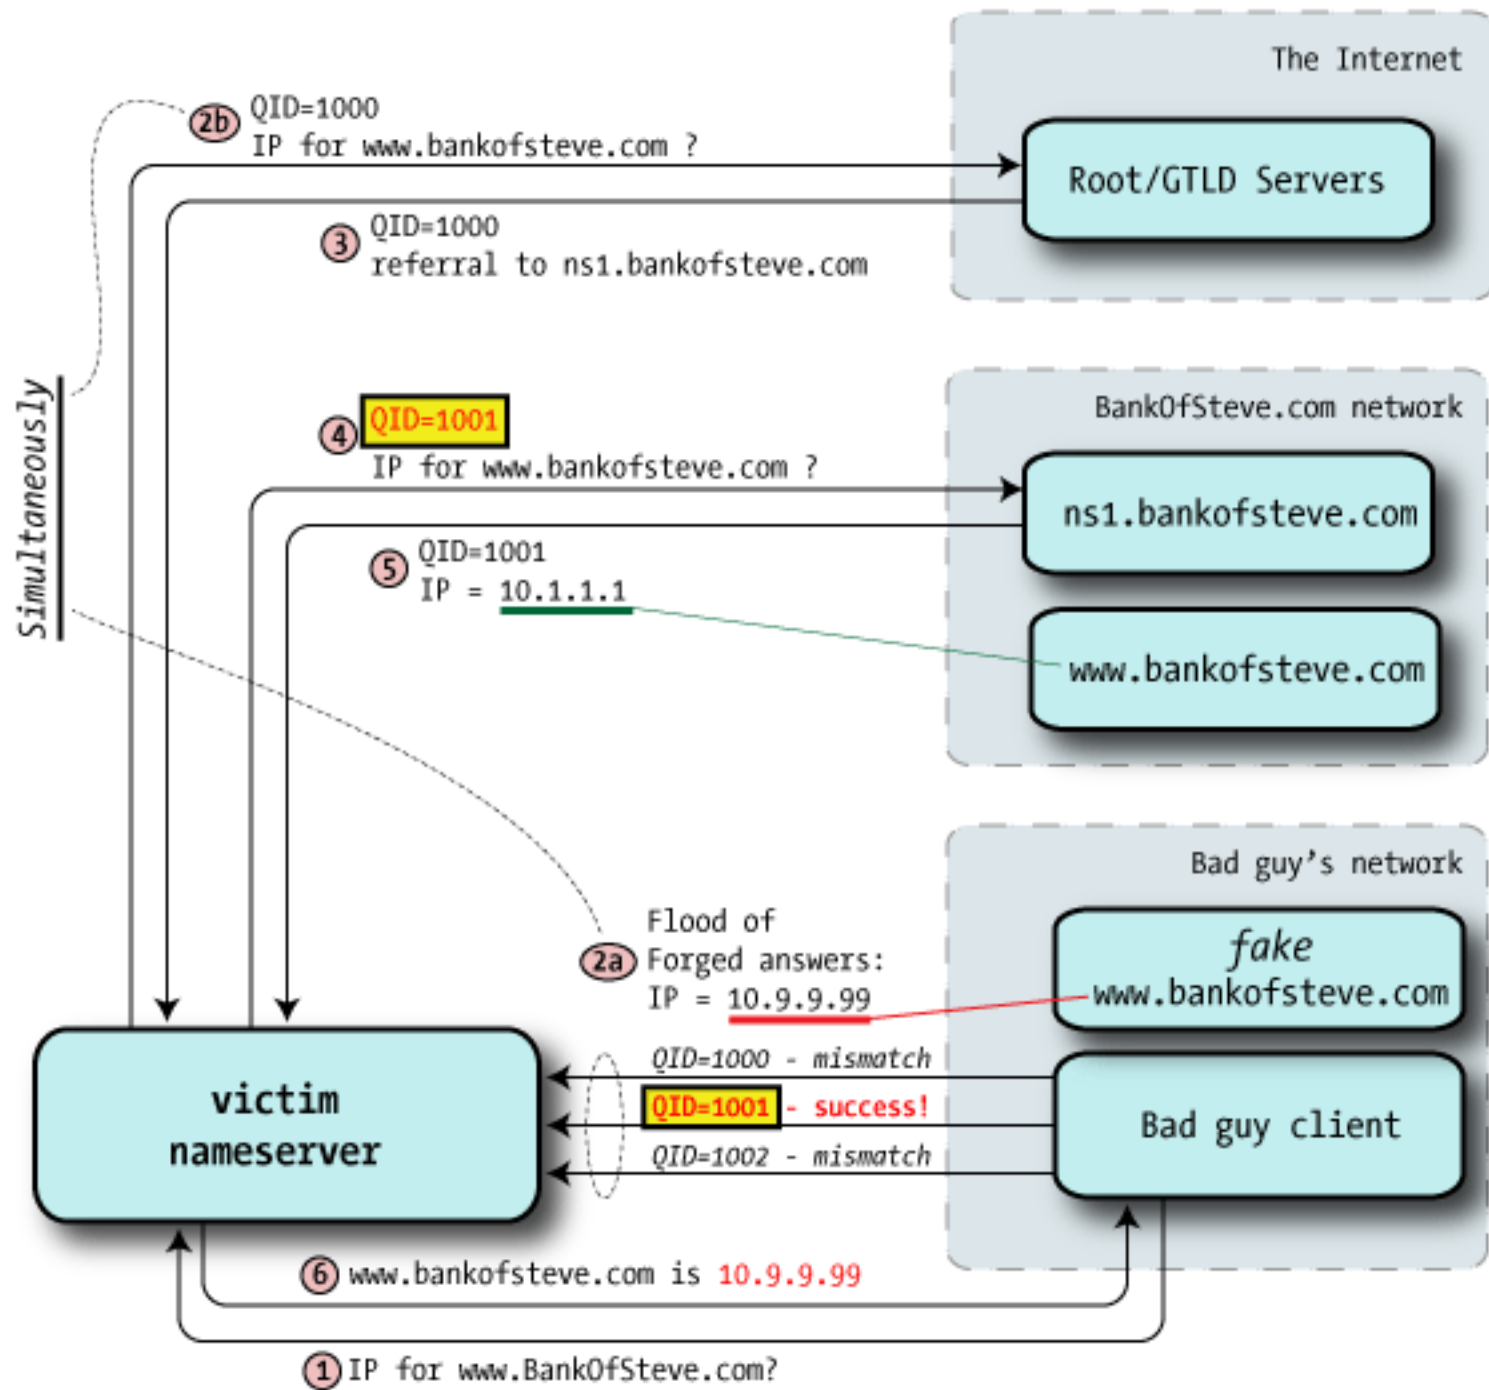 The Internet
2b QID=1000
IP for www.bankofsteve.com ?
Root/GTLD Servers
3 QID=1000
referral to ns1.bankofsteve.com
Simultaneously
BankOfSteve.com network
4 QID=1001
IP for www.bankofsteve.com ?
ns1.bankofsteve.com
5 QID=1001
IP = 10.1.1.1
www.bankofsteve.com
Bad guy's network
2a Flood of
Forged answers:
IP = 10.9.9.99
fake
www.bankofsteve.com
QID=1000 - mismatch
QID=1001 - success!
QID=1002 - mismatch
Bad guy client
victim
nameserver
6 www.bankofsteve.com is 10.9.9.99
1 IP for www.BankOfSteve.com?